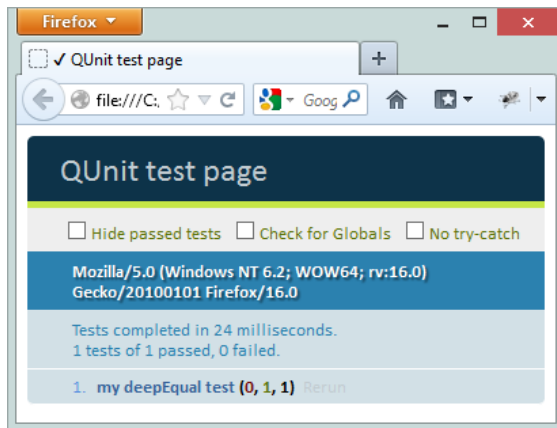 Firefox
✓ QUnit test page
file:///C:
Goog
QUnit test page
Hide passed tests Check for Globals No try-catch
Mozilla/5.0 (Windows NT 6.2; WOW64; rv:16.0)
Gecko/20100101 Firefox/16.0
Tests completed in 24 milliseconds.
1 tests of 1 passed, 0 failed.
1. my deepEqual test (0, 1, 1) Rerun